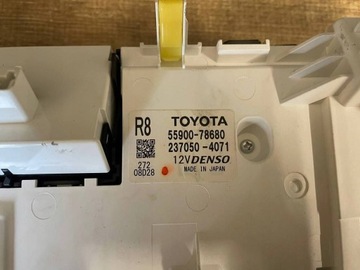 R8 TOYOTA
55900-78680
237050-4071
12V DENSO
MADE IN JAPAN
272
08D28